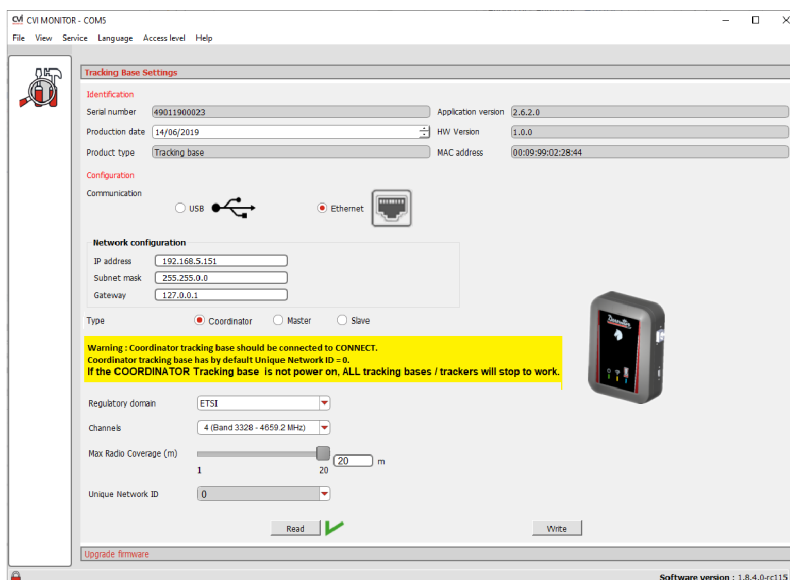 CVI CVI MONITOR - COM5
File View Service Language Access level Help
Tracking Base Settings
Identification
Serial number 49011900023 Application version 2.6.2.0
Production date 14/06/2019 HW Version 1.0.0
Product type Tracking base MAC address 00:09:99:02:28:44
Configuration
Communication
USB Ethernet
Network configuration
IP address 192.168.5.151
Subnet mask 255.255.0.0
Gateway 127.0.0.1
Type Coordinator Master Slave
Warning : Coordinator tracking base should be connected to CONNECT.
Coordinator tracking base has by default Unique Network ID = 0.
If the COORDINATOR Tracking base is not power on, ALL tracking bases / trackers will stop to work.
Regulatory domain ETSI
Channels 4 (Band 3328 - 4659.2 MHz)
Max Radio Coverage (m) 20 m
1 20
Unique Network ID 0
Read Write
Upgrade firmware
Software version : 1.8.4.0-rc115